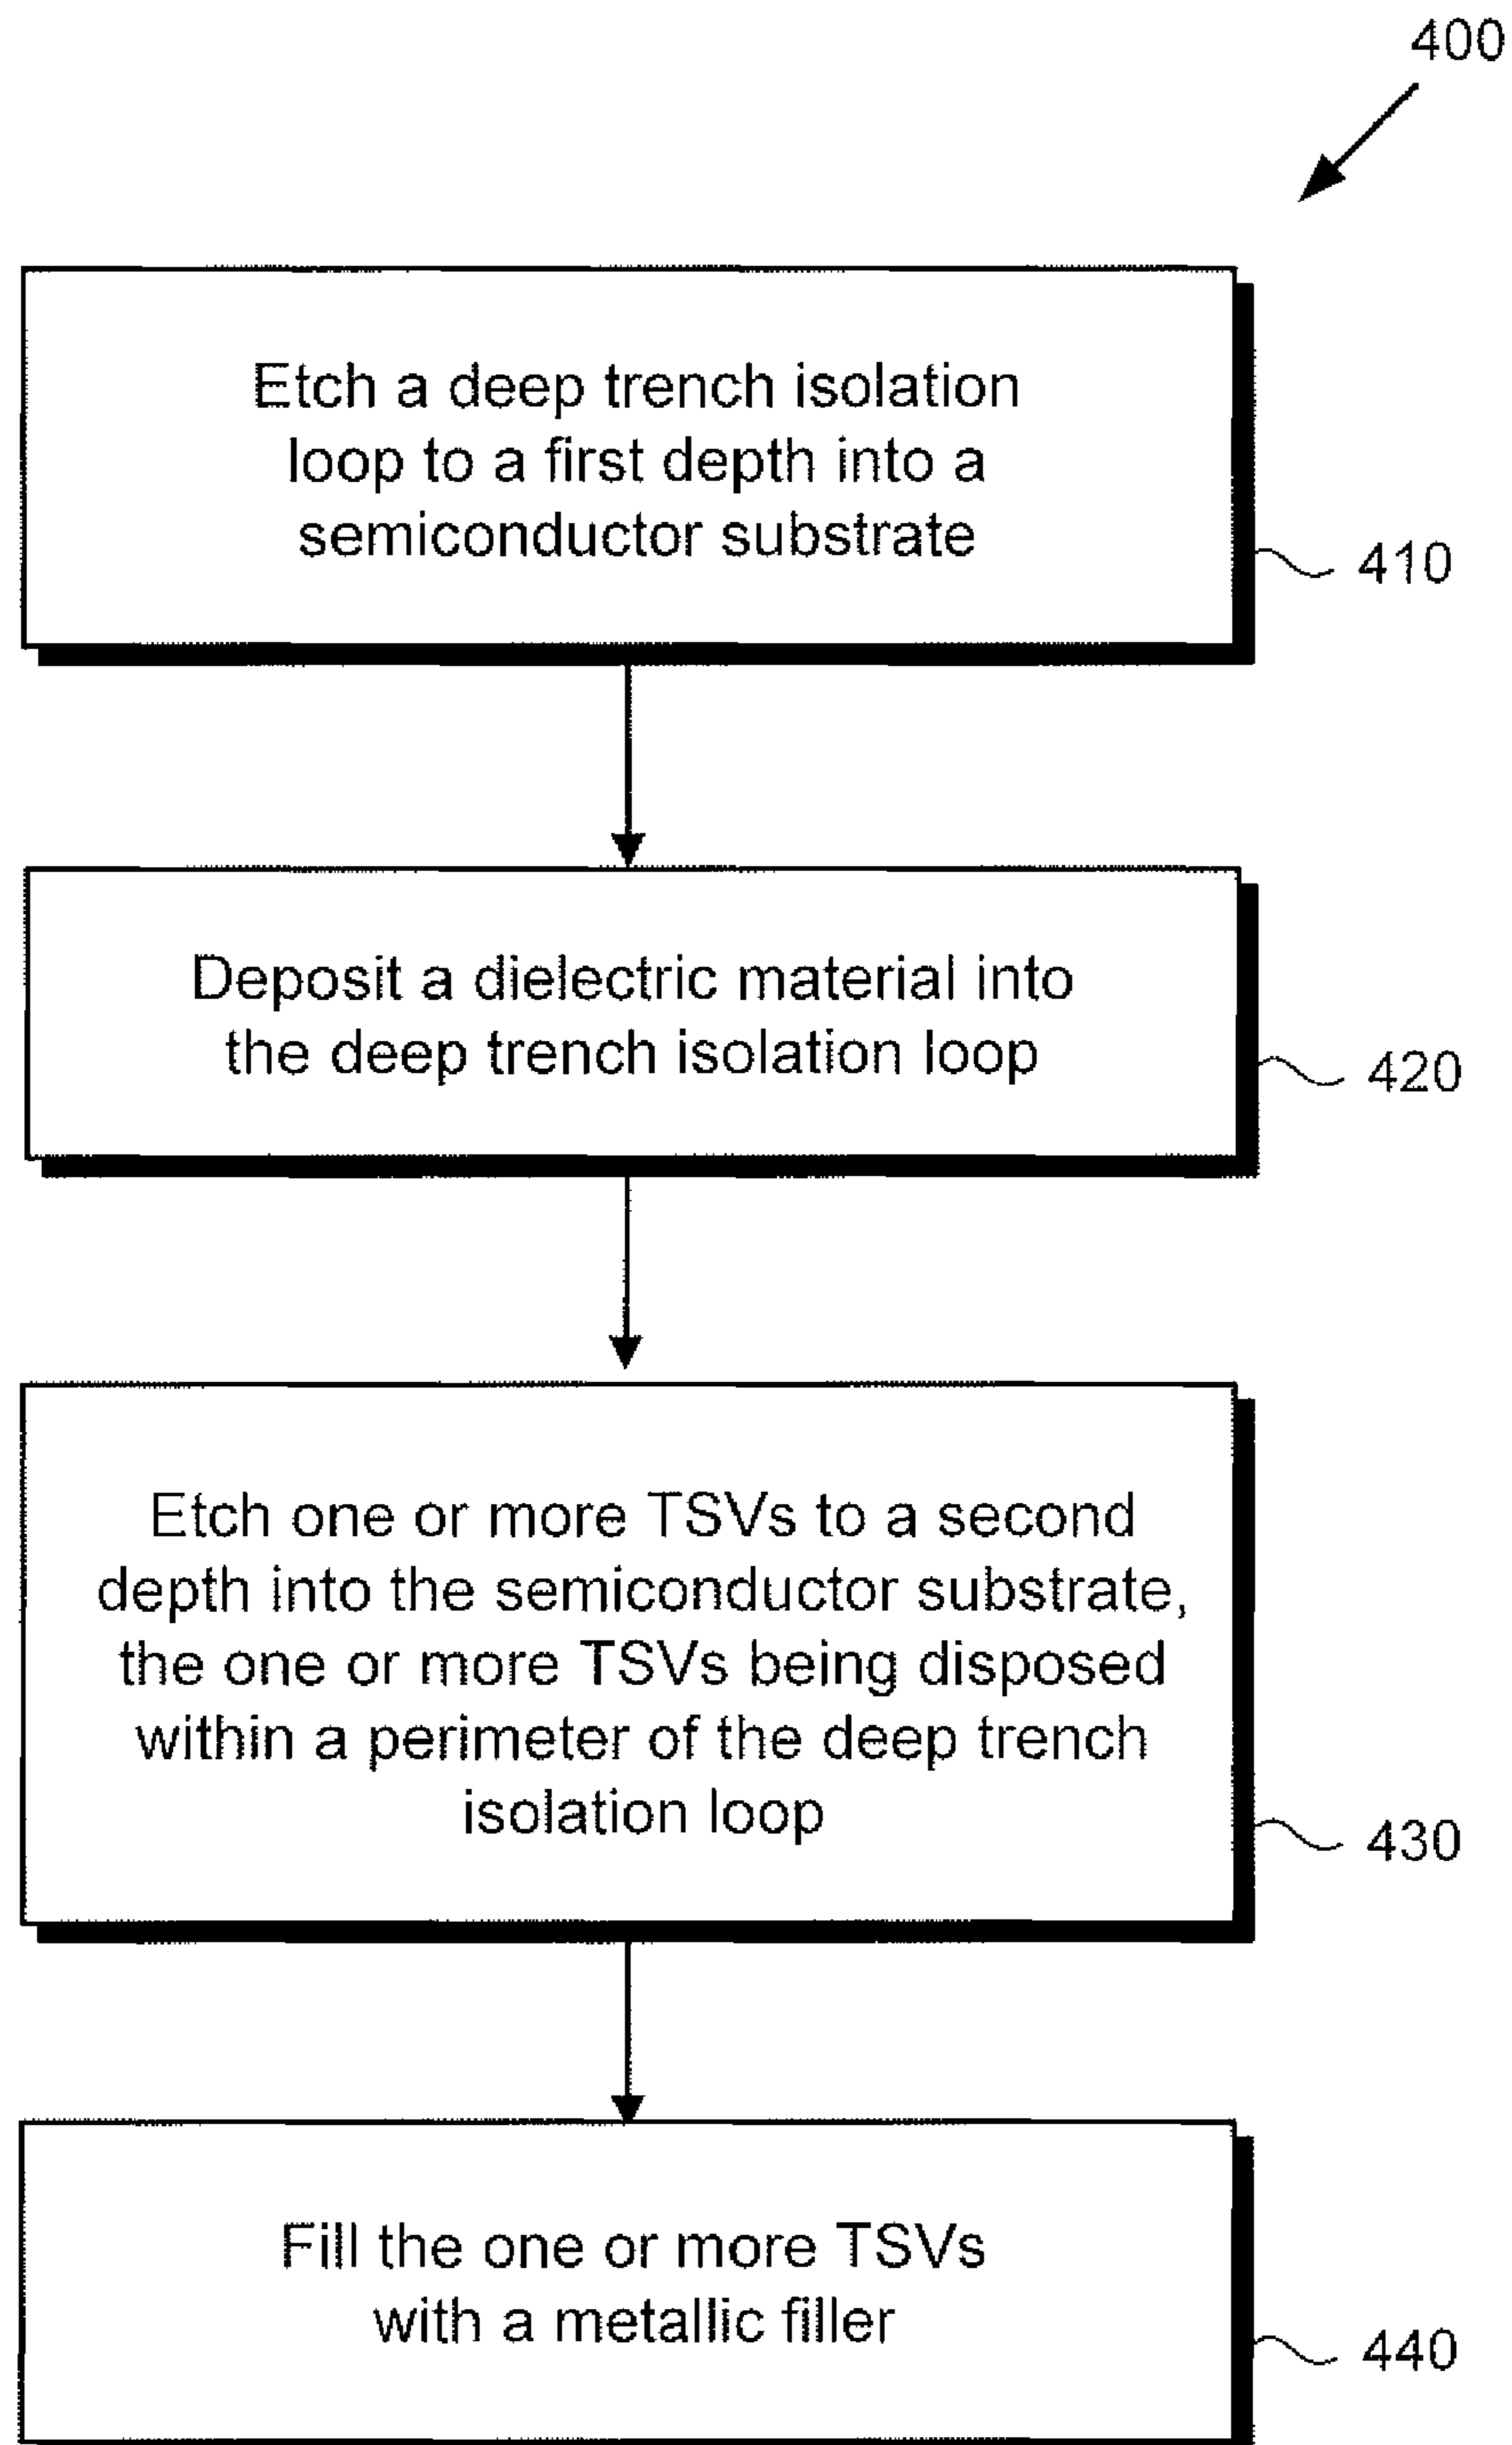 400
Etch a deep trench isolation
loop to a first depth into a
semiconductor substrate
410
Deposit a dielectric material into
the deep trench isolation loop
420
Etch one or more TSVs to a second
depth into the semiconductor substrate,
the one or more TSVs being disposed
within a perimeter of the deep trench
isolation loop
430
Fill the one or more TSVs
with a metallic filler
440